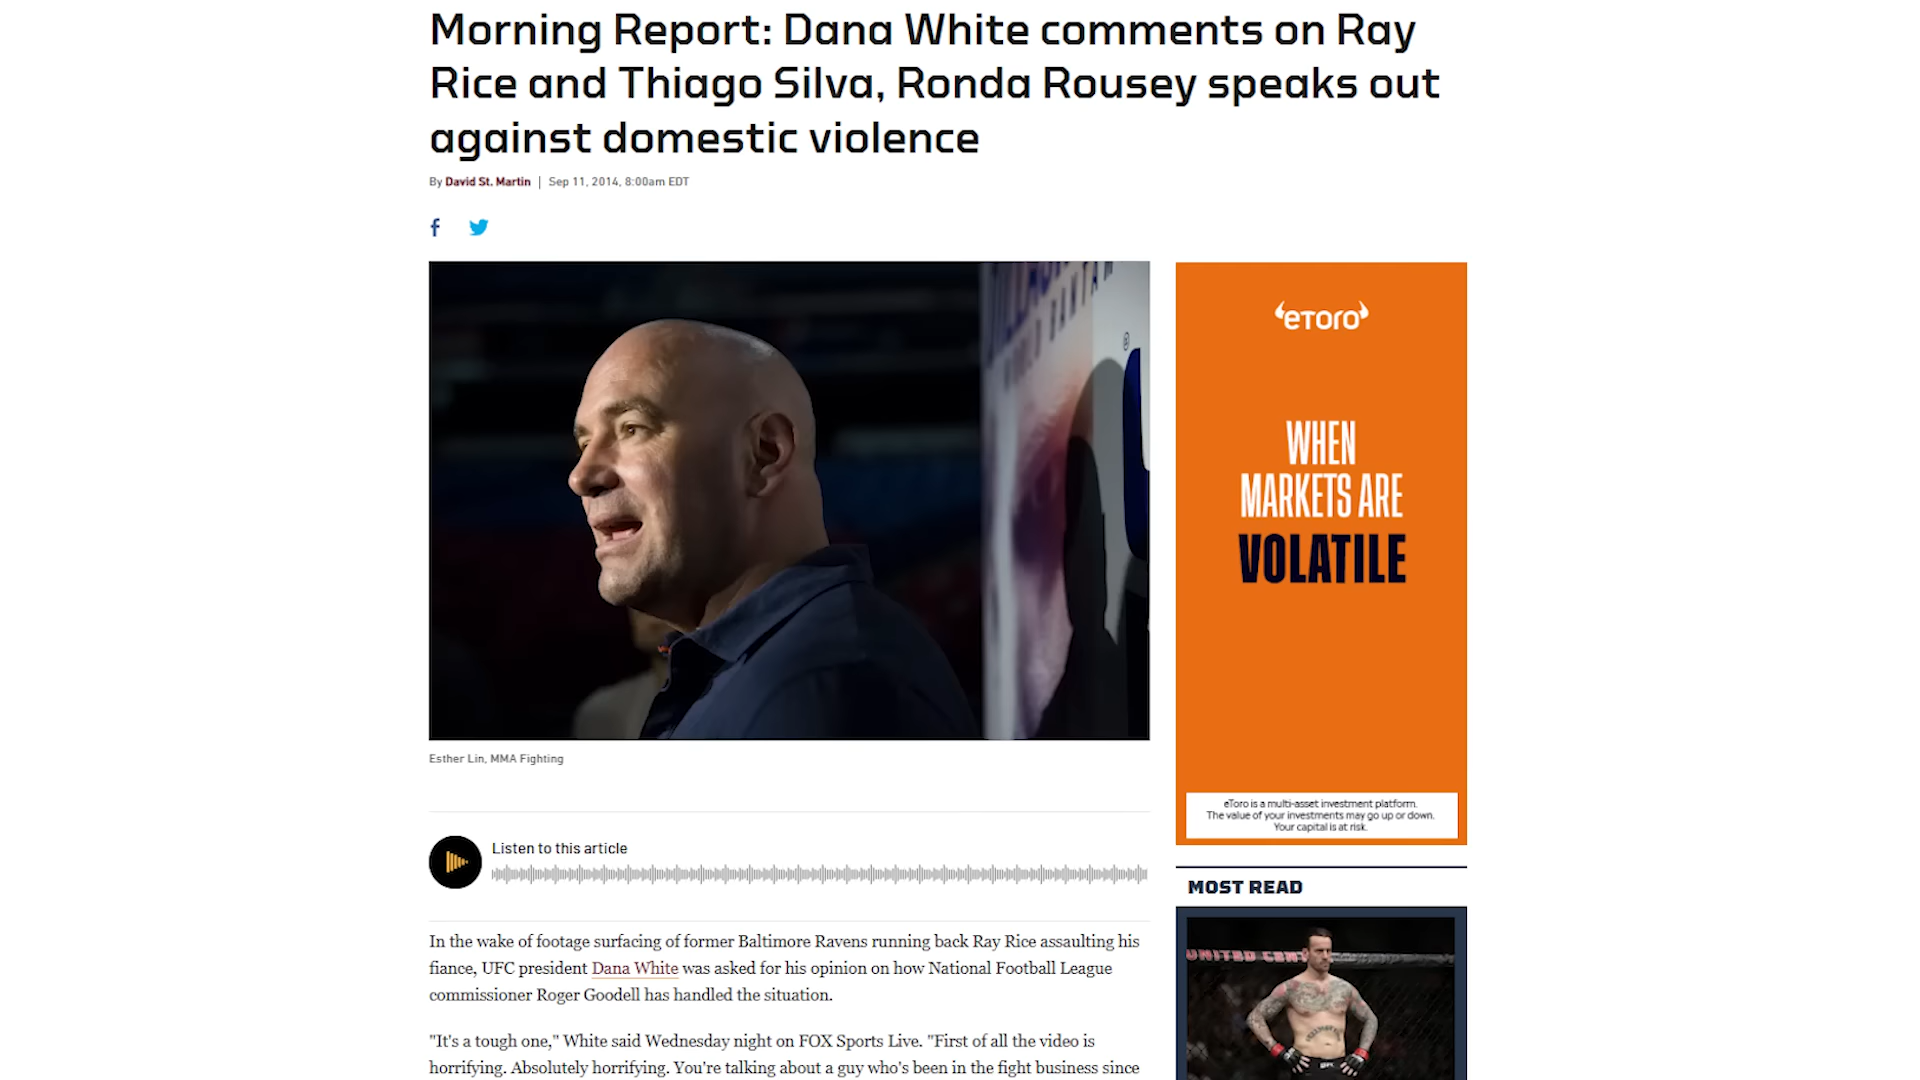 Morning Report: Dana White comments on Ray
Rice and Thiago Silva, Ronda Rousey speaks out
against domestic violence
By David St. Martin | Sep 11, 2014, 8:00am EDT
Esther Lin, MMA Fighting
Listen to this article
In the wake of footage surfacing of former Baltimore Ravens running back Ray Rice assaulting his
fiance, UFC president Dana White was asked for his opinion on how National Football League
commissioner Roger Goodell has handled the situation.
"It's a tough one," White said Wednesday night on FOX Sports Live. "First of all the video is
horrifying. Absolutely horrifying. You're talking about a guy who's been in the fight business since
eToro
WHEN
MARKETS ARE
VOLATILE
eToro is a multi-asset investment platform.
The value of your investments may go up or down.
Your capital is at risk.
MOST READ
UNITED CEN